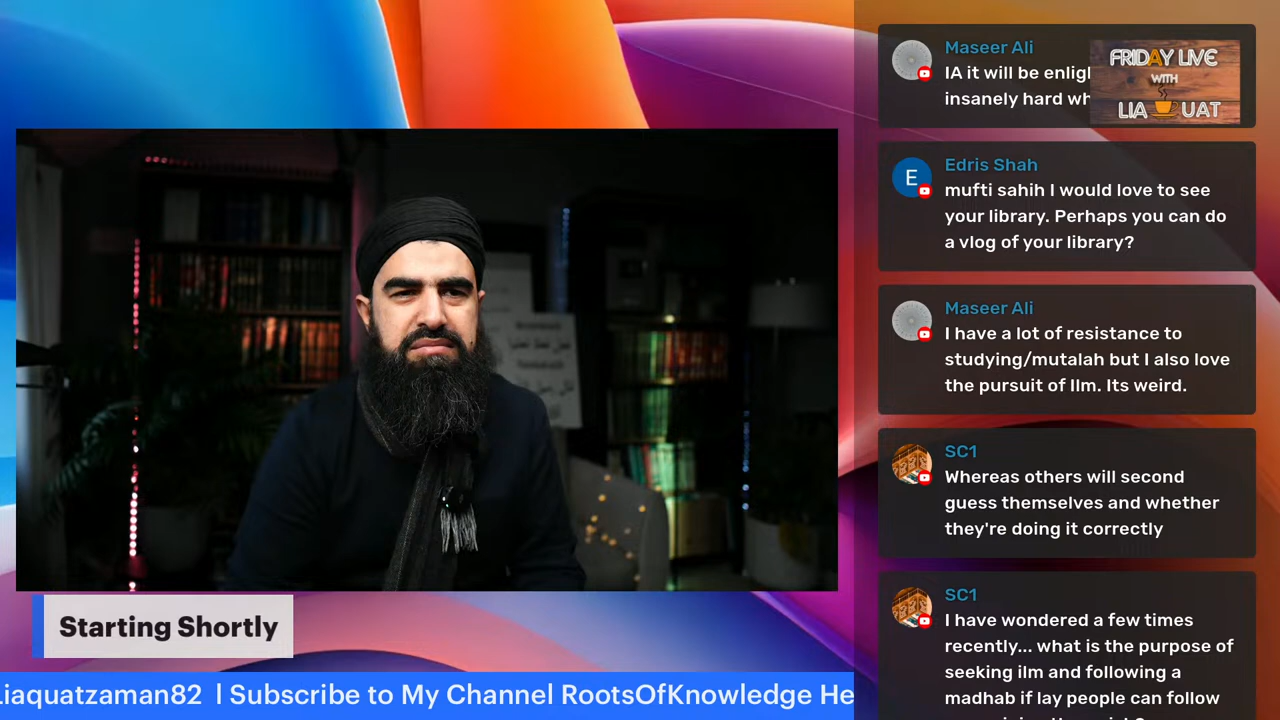 Maseer Ali
IA it will be
insanely hard
FRIDAY LIVE
WITH
LIA UAT
Edris Shah
E
mufti sahih I would love to see
your library. Perhaps you can do
a vlog of your library?
Maseer Ali
I have a lot of resistance to
studying/mutalah but I also love
the pursuit of Ilm. Its weird.
SC1
Whereas others will second
guess themselves and whether
they're doing it correctly
SC1
I have wondered a few times
recently... what is the purpose of
seeking ilm and following a
madhab if lay people can follow
Starting Shortly
Liaquatzaman82 | Subscribe to My Channel RootsOfKnowledge He